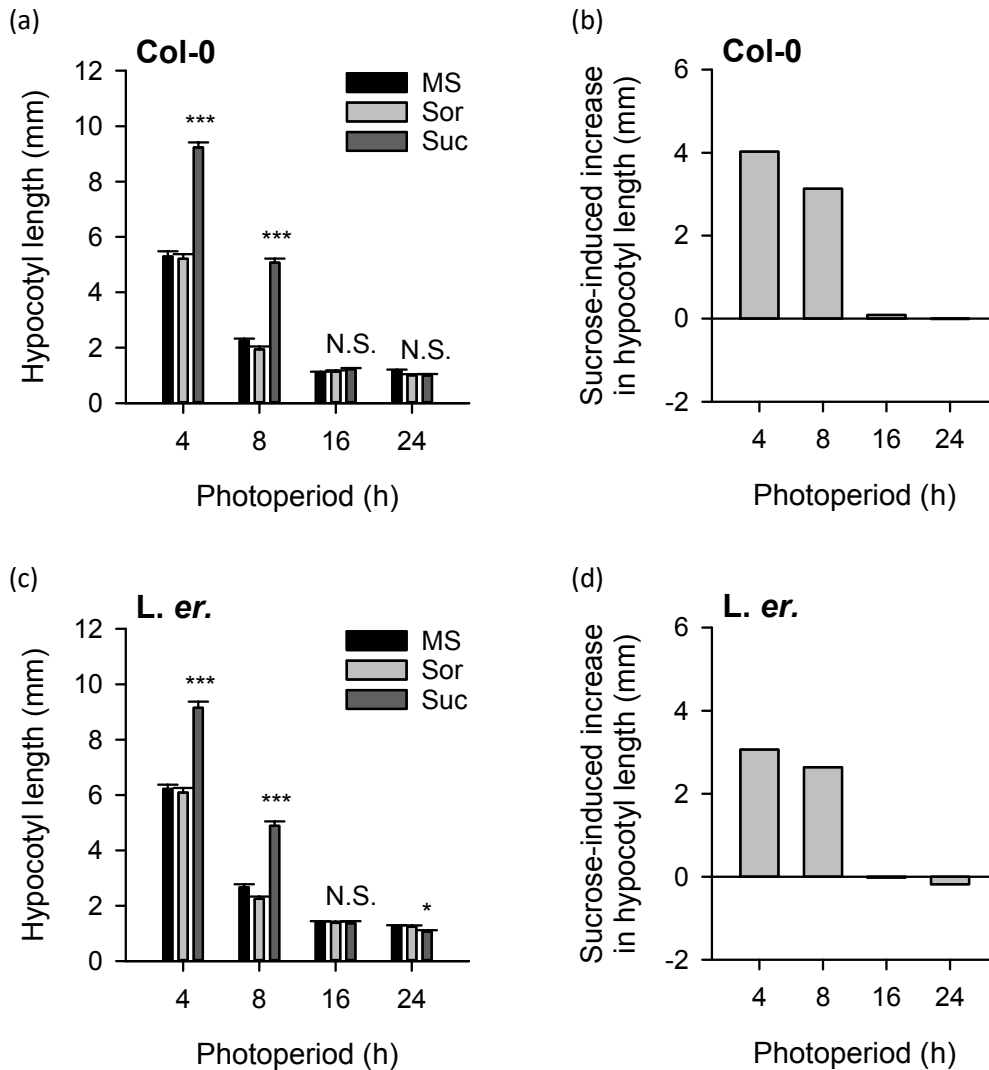 (a)
Col-0
Hypocotyl length (mm)
12
10
8
6
4
2
0
MS
Sor
Suc
***
***
N.S.
N.S.
4 8 16 24
Photoperiod (h)
(b)
Col-0
Sucrose-induced increase
in hypocotyl length (mm)
6
4
2
0
-2
4 8 16 24
Photoperiod (h)
(c)
L. er.
Hypocotyl length (mm)
12
10
8
6
4
2
0
MS
Sor
Suc
***
***
N.S.
*
4 8 16 24
Photoperiod (h)
(d)
L. er.
Sucrose-induced increase
in hypocotyl length (mm)
6
4
2
0
-2
4 8 16 24
Photoperiod (h)